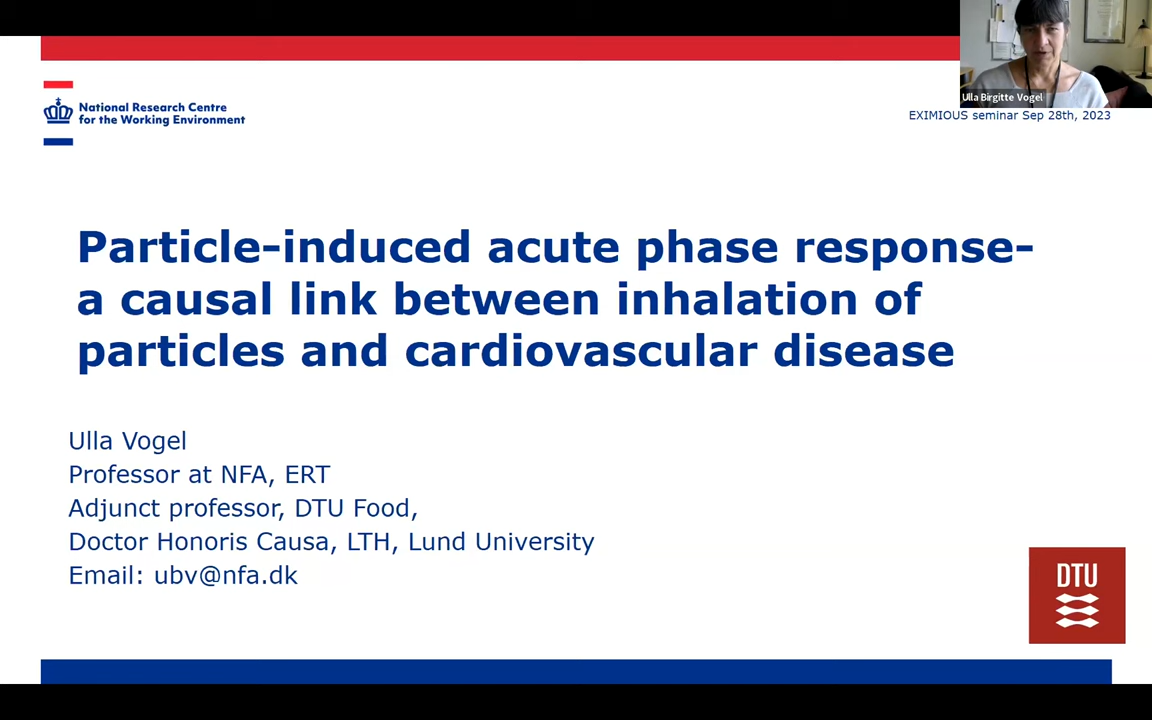 National Research Centre
for the Working Environment
Ulla Birgitte Vogel
EXIMIOUS seminar Sep 28th, 2023
Particle-induced acute phase response-
a causal link between inhalation of
particles and cardiovascular disease
Ulla Vogel
Professor at NFA, ERT
Adjunct professor, DTU Food,
Doctor Honoris Causa, LTH, Lund University
Email: ubv@nfa.dk
DTU